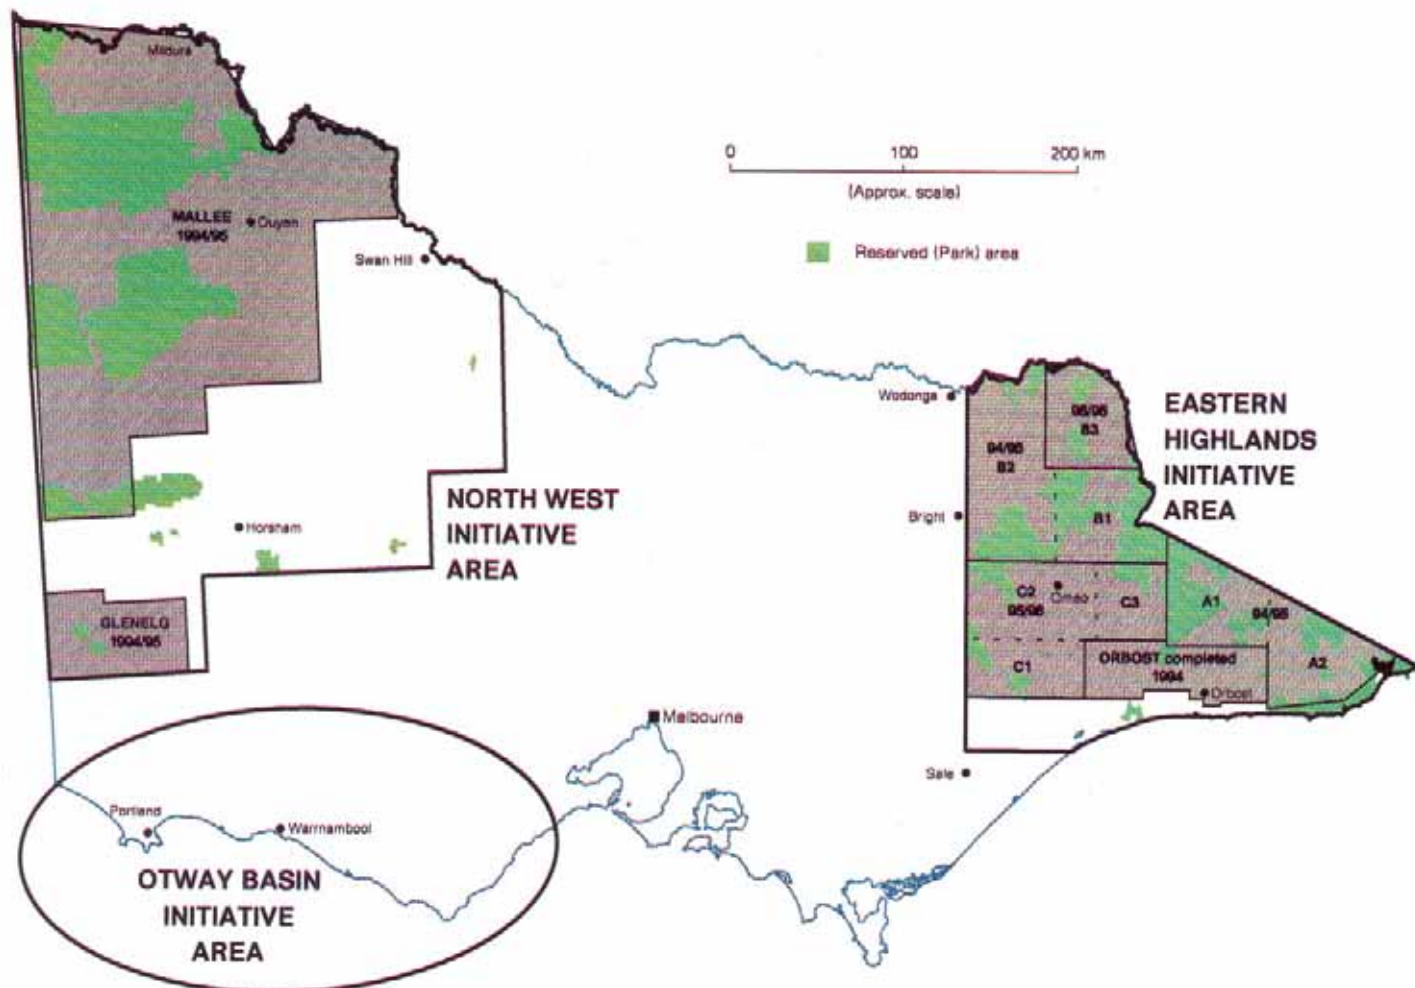 Mildura
0 100 200 km
(Approx. scale)
MALLEE
1994/95
Ouyen
Reserved (Park) area
Swan Hill
Wodonga
EASTERN
HIGHLANDS
INITIATIVE
AREA
95/96
B3
94/95
B2
NORTH WEST
INITIATIVE
AREA
Horsham
Bright
B1
C2
95/96
Omeo
C3
A1
94/95
GLENELG
1994/95
C1
ORBOST completed
1994
A2
Orbost
Melbourne
Sale
Portland
Warrnambool
OTWAY BASIN
INITIATIVE
AREA